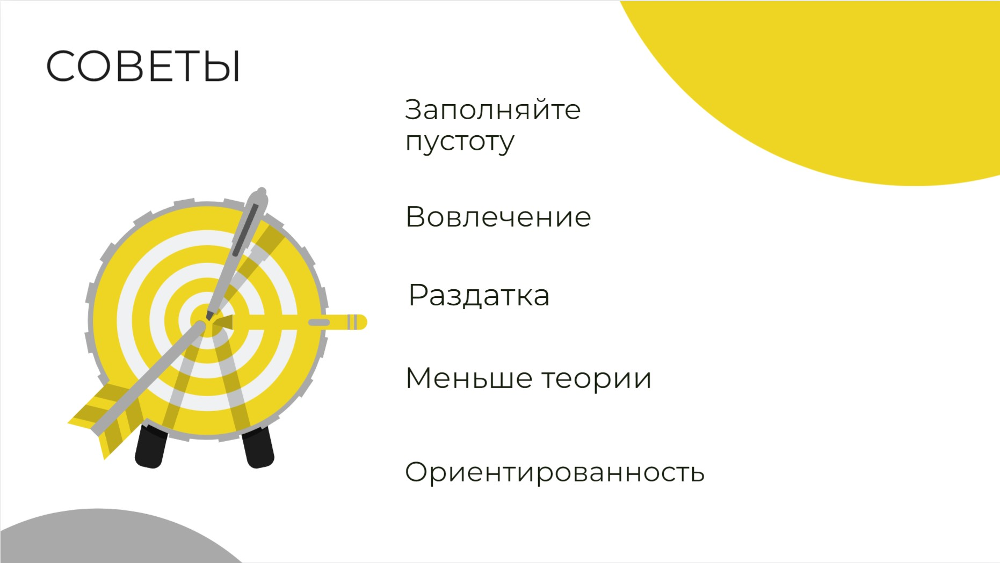 СОВЕТЫ
Заполняйте
пустоту
Вовлечение
Раздатка
Меньше теории
Ориентированность